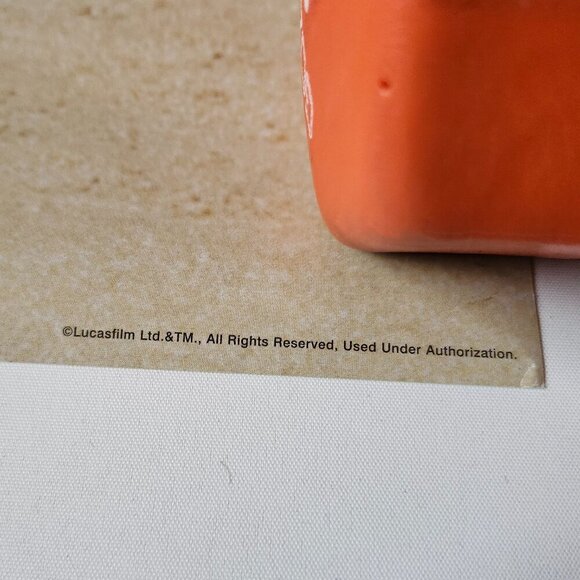 ©Lucasfilm Ltd.&TM., All Rights Reserved, Used Under Authorization.